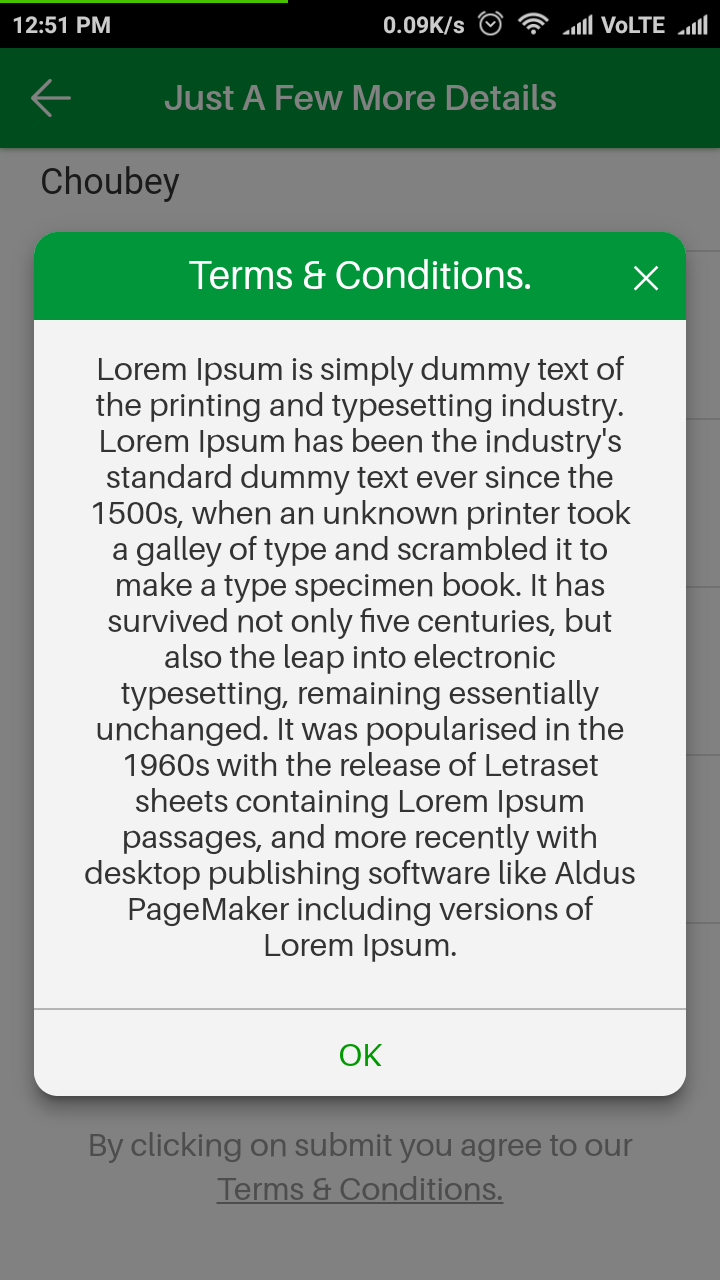 12:51 PM 0.09K/s VoLTE
Just A Few More Details
Choubey
Terms & Conditions.
Lorem Ipsum is simply dummy text of
the printing and typesetting industry.
Lorem Ipsum has been the industry's
standard dummy text ever since the
1500s, when an unknown printer took
a galley of type and scrambled it to
make a type specimen book. It has
survived not only five centuries, but
also the leap into electronic
typesetting, remaining essentially
unchanged. It was popularised in the
1960s with the release of Letraset
sheets containing Lorem Ipsum
passages, and more recently with
desktop publishing software like Aldus
PageMaker including versions of
Lorem Ipsum.
OK
By clicking on submit you agree to our
Terms & Conditions.